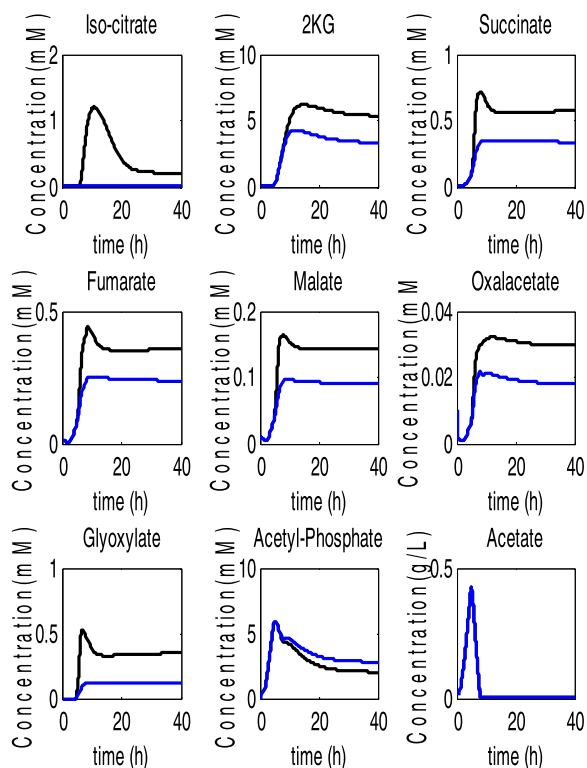 Iso-citrate
2KG
Succinate
Concentration(mM)
2
1
0
0 20 40
time (h)
Concentration(mM)
10
5
0
0 20 40
time (h)
Concentration(mM
1
0.5
0
0 20 40
time (h)
Fumarate
Malate
Oxalacetate
Concentration(mM)
0.5
0
0 20 40
time (h)
Concentration(mM)
0.2
0.1
0
0 20 40
time (h)
Concentration(mM
0.04
0.02
0
0 20 40
time (h)
Glyoxylate
Acetyl-Phosphate
Acetate
Concentration(mM)
1
0.5
0
0 20 40
time (h)
Concentration(mM)
10
5
0
0 20 40
time (h)
Concentration(g/L)
0.5
0
0 20 40
time (h)